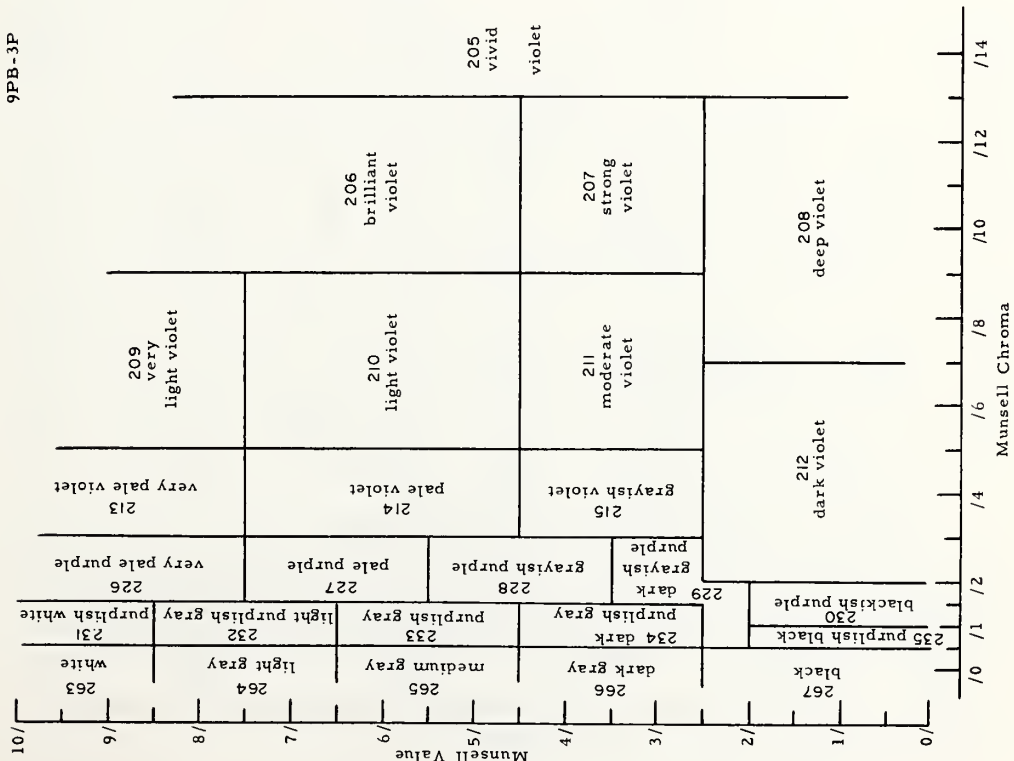 9PB-3P
205
vivid
violet
206
brilliant
violet
207
strong
violet
208
deep violet
209
very
light violet
210
light violet
211
moderate
violet
212
dark violet
213
very pale violet
214
pale violet
215
grayish violet
226
very pale purple
227
pale purple
228
grayish purple
229
dark
grayish
purple
230
blackish purple
231
purplish white
232
light purplish gray
233
purplish gray
234 dark
purplish gray
235 purplish black
263
white
264
light gray
265
medium gray
266
dark gray
267
black
10/
9/
8/
7/
6/
5/
4/
3/
2/
1/
0/
Munsell Value
/0
/1
/2
/4
/6
/8
/10
/12
/14
Munsell Chroma